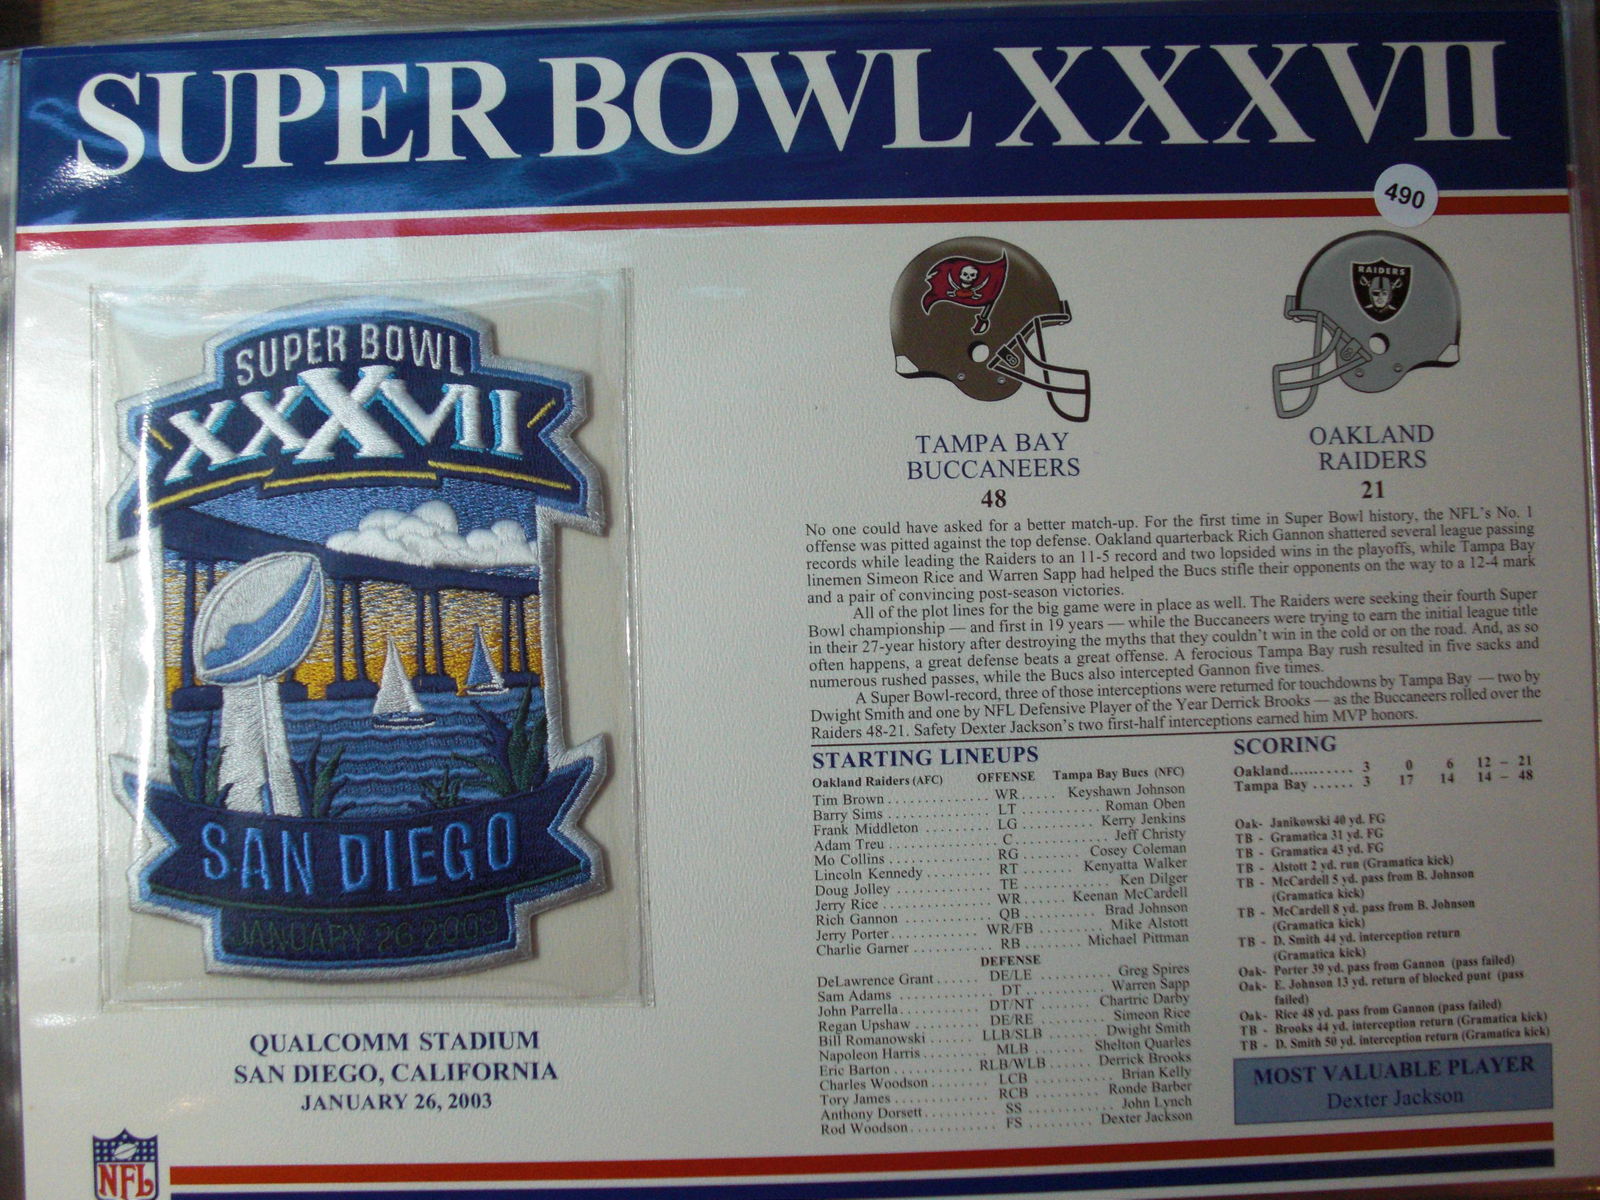 SUPER BOWL XXXVII
490
SUPER BOWL
XXXVII
SAN DIEGO
JANUARY 26 2003
QUALCOMM STADIUM
SAN DIEGO, CALIFORNIA
JANUARY 26, 2003
NFL
RAIDERS
TAMPA BAY
BUCCANEERS
48
OAKLAND
RAIDERS
21
No one could have asked for a better match-up. For the first time in Super Bowl history, the NFL's No. 1
offense was pitted against the top defense. Oakland quarterback Rich Gannon shattered several league passing
records while leading the Raiders to an 11-5 record and two lopsided wins in the playoffs, while Tampa Bay
linemen Simeon Rice and Warren Sapp had helped the Bucs stifle their opponents on the way to a 12-4 mark
and a pair of convincing post-season victories.
All of the plot lines for the big game were in place as well. The Raiders were seeking their fourth Super
Bowl championship — and first in 19 years — while the Buccaneers were trying to earn the initial league title
in their 27-year history after destroying the myths that they couldn't win in the cold or on the road. And, as so
often happens, a great defense beats a great offense. A ferocious Tampa Bay rush resulted in five sacks and
numerous rushed passes, while the Bucs also intercepted Gannon five times.
A Super Bowl-record, three of those interceptions were returned for touchdowns by Tampa Bay — two by
Dwight Smith and one by NFL Defensive Player of the Year Derrick Brooks — as the Buccaneers rolled over the
Raiders 48-21. Safety Dexter Jackson's two first-half interceptions earned him MVP honors.
STARTING LINEUPS
Oakland Raiders (AFC) OFFENSE Tampa Bay Bucs (NFC)
Tim Brown . . . . . . . . . . . . . . WR . . . . . Keyshawn Johnson
Barry Sims . . . . . . . . . . . . . . LT . . . . . . . . . . Roman Oben
Frank Middleton . . . . . . . . . . LG . . . . . . . . . . Kerry Jenkins
Adam Treu . . . . . . . . . . . . . . C . . . . . . . . . . . Jeff Christy
Mo Collins . . . . . . . . . . . . . . RG . . . . . . . . Cosey Coleman
Lincoln Kennedy . . . . . . . . . . RT . . . . . . . . Kenyatta Walker
Doug Jolley . . . . . . . . . . . . . TE . . . . . . . . . . . Ken Dilger
Jerry Rice . . . . . . . . . . . . . . WR . . . . . . Keenan McCardell
Rich Gannon . . . . . . . . . . . . QB . . . . . . . . . . Brad Johnson
Jerry Porter . . . . . . . . . . . . WR/FB . . . . . . . . . Mike Alstott
Charlie Garner . . . . . . . . . . . RB . . . . . . . . Michael Pittman
DEFENSE
DeLawrence Grant . . . . . . DE/LE . . . . . . . . . . Greg Spires
Sam Adams . . . . . . . . . . . . . DT . . . . . . . . . . Warren Sapp
John Parrella . . . . . . . . . . . DT/NT . . . . . . . . Chartric Darby
Regan Upshaw . . . . . . . . . . DE/RE . . . . . . . . . Simeon Rice
Bill Romanowski . . . . . . . . LLB/SLB . . . . . . . . Dwight Smith
Napoleon Harris . . . . . . . . . . MLB . . . . . . . . Shelton Quarles
Eric Barton . . . . . . . . . . . . RLB/WLB . . . . . . . Derrick Brooks
Charles Woodson . . . . . . . . . LCB . . . . . . . . . . Brian Kelly
Tory James . . . . . . . . . . . . . RCB . . . . . . . . . Ronde Barber
Anthony Dorsett . . . . . . . . . . SS . . . . . . . . . . John Lynch
Rod Woodson . . . . . . . . . . . . FS . . . . . . . . . Dexter Jackson
SCORING
Oakland........... 3 0 6 12 – 21
Tampa Bay ...... 3 17 14 14 – 48
Oak- Janikowski 40 yd. FG
TB - Gramatica 31 yd. FG
TB - Gramatica 43 yd. FG
TB - Alstott 2 yd. run (Gramatica kick)
TB - McCardell 5 yd. pass from B. Johnson
(Gramatica kick)
TB - McCardell 8 yd. pass from B. Johnson
(Gramatica kick)
TB - D. Smith 44 yd. interception return
(Gramatica kick)
Oak- Porter 39 yd. pass from Gannon (pass failed)
Oak- E. Johnson 13 yd. return of blocked punt (pass
failed)
Oak- Rice 48 yd. pass from Gannon (pass failed)
TB - Brooks 44 yd. interception return (Gramatica kick)
TB - D. Smith 50 yd. interception return (Gramatica kick)
MOST VALUABLE PLAYER
Dexter Jackson